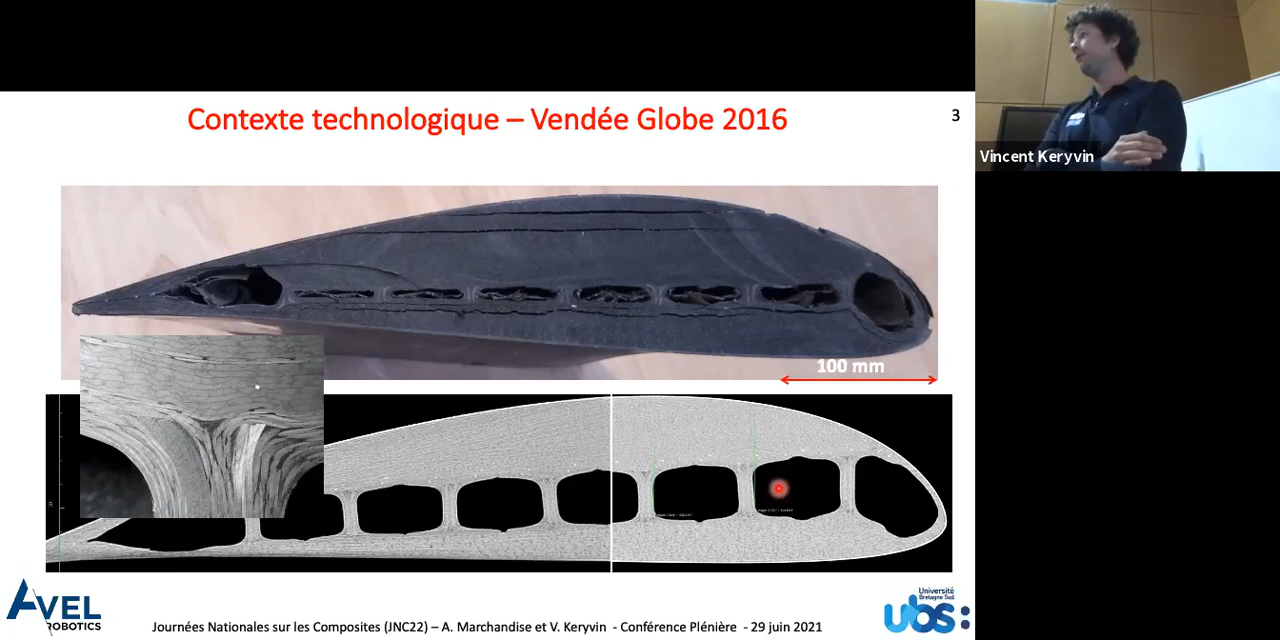 Contexte technologique – Vendée Globe 2016
3
Vincent Keryvin
100 mm
AVEL
ROBOTICS
Journées Nationales sur les Composites (JNC22) – A. Marchandise et V. Keryvin - Conférence Plénière - 29 juin 2021
Université
Bretagne Sud
ubs: